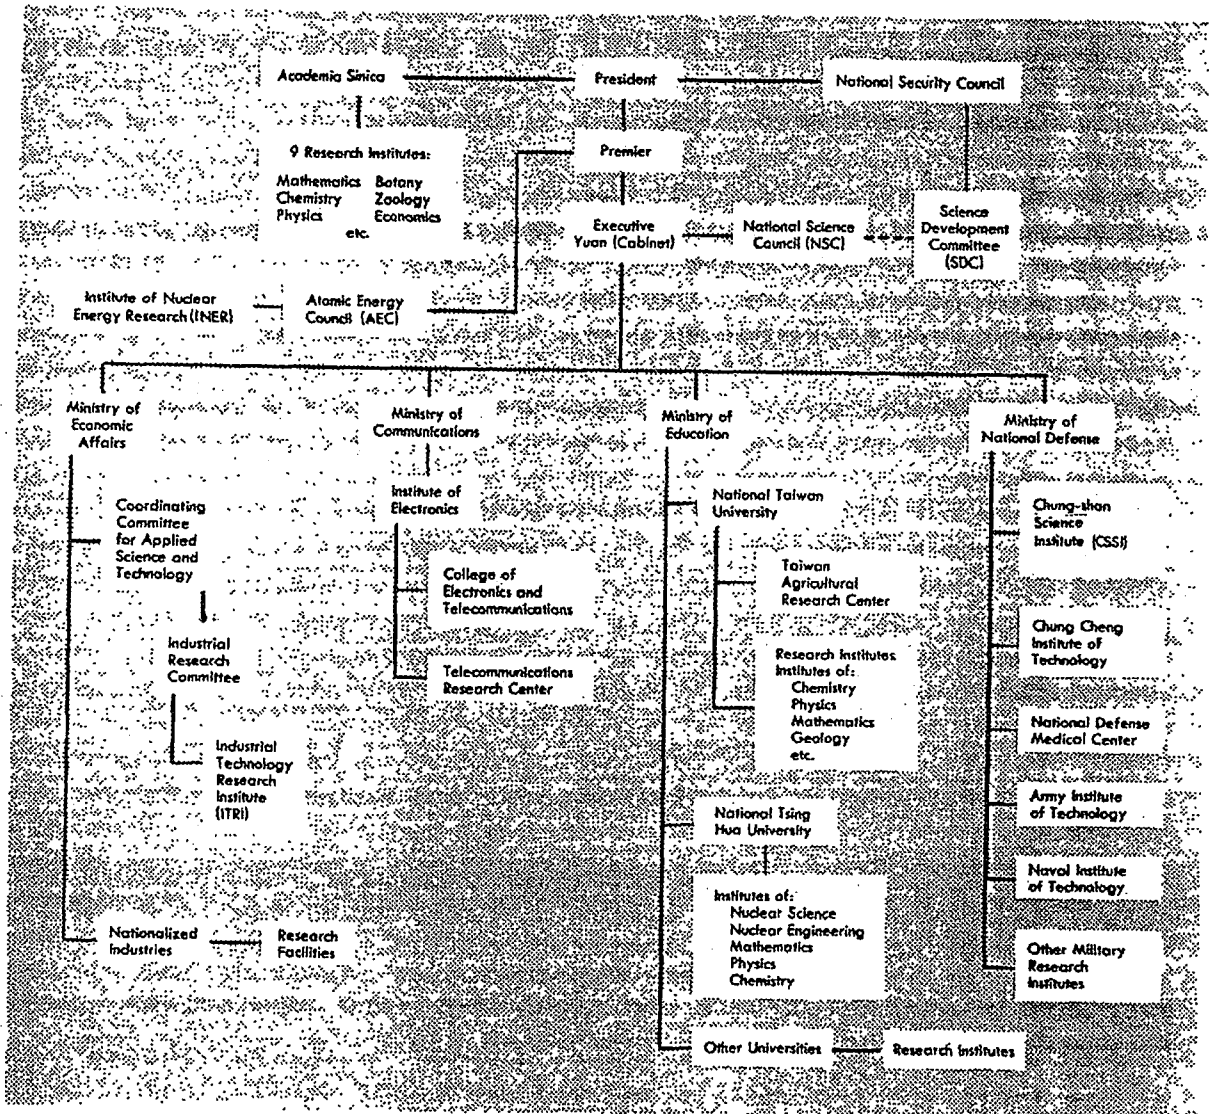 Academia Sinica
President
National Security Council
9 Research Institutes:
Mathematics Botany
Chemistry Zoology
Physics Economics
etc.
Premier
Executive
Yuan (Cabinet)
National Science
Council (NSC)
Science
Development
Committee
(SDC)
Institute of Nuclear
Energy Research (INER)
Atomic Energy
Council (AEC)
Ministry of
Economic
Affairs
Ministry of
Communications
Ministry of
Education
Ministry of
National Defense
Coordinating
Committee
for Applied
Science and
Technology
Industrial
Research
Committee
Industrial
Technology
Research
Institute
(ITRI)
Nationalized
Industries
Research
Facilities
Institute of
Electronics
College of
Electronics and
Telecommunications
Telecommunications
Research Center
National Taiwan
University
Taiwan
Agricultural
Research Center
Research Institutes
Institutes of:
Chemistry
Physics
Mathematics
Geology
etc.
National Tsing
Hua University
Institutes of:
Nuclear Science
Nuclear Engineering
Mathematics
Physics
Chemistry
Other Universities
Research Institutes
Chung-shan
Science
Institute (CSSI)
Chung Cheng
Institute of
Technology
National Defense
Medical Center
Army Institute
of Technology
Naval Institute
of Technology
Other Military
Research
Institutes